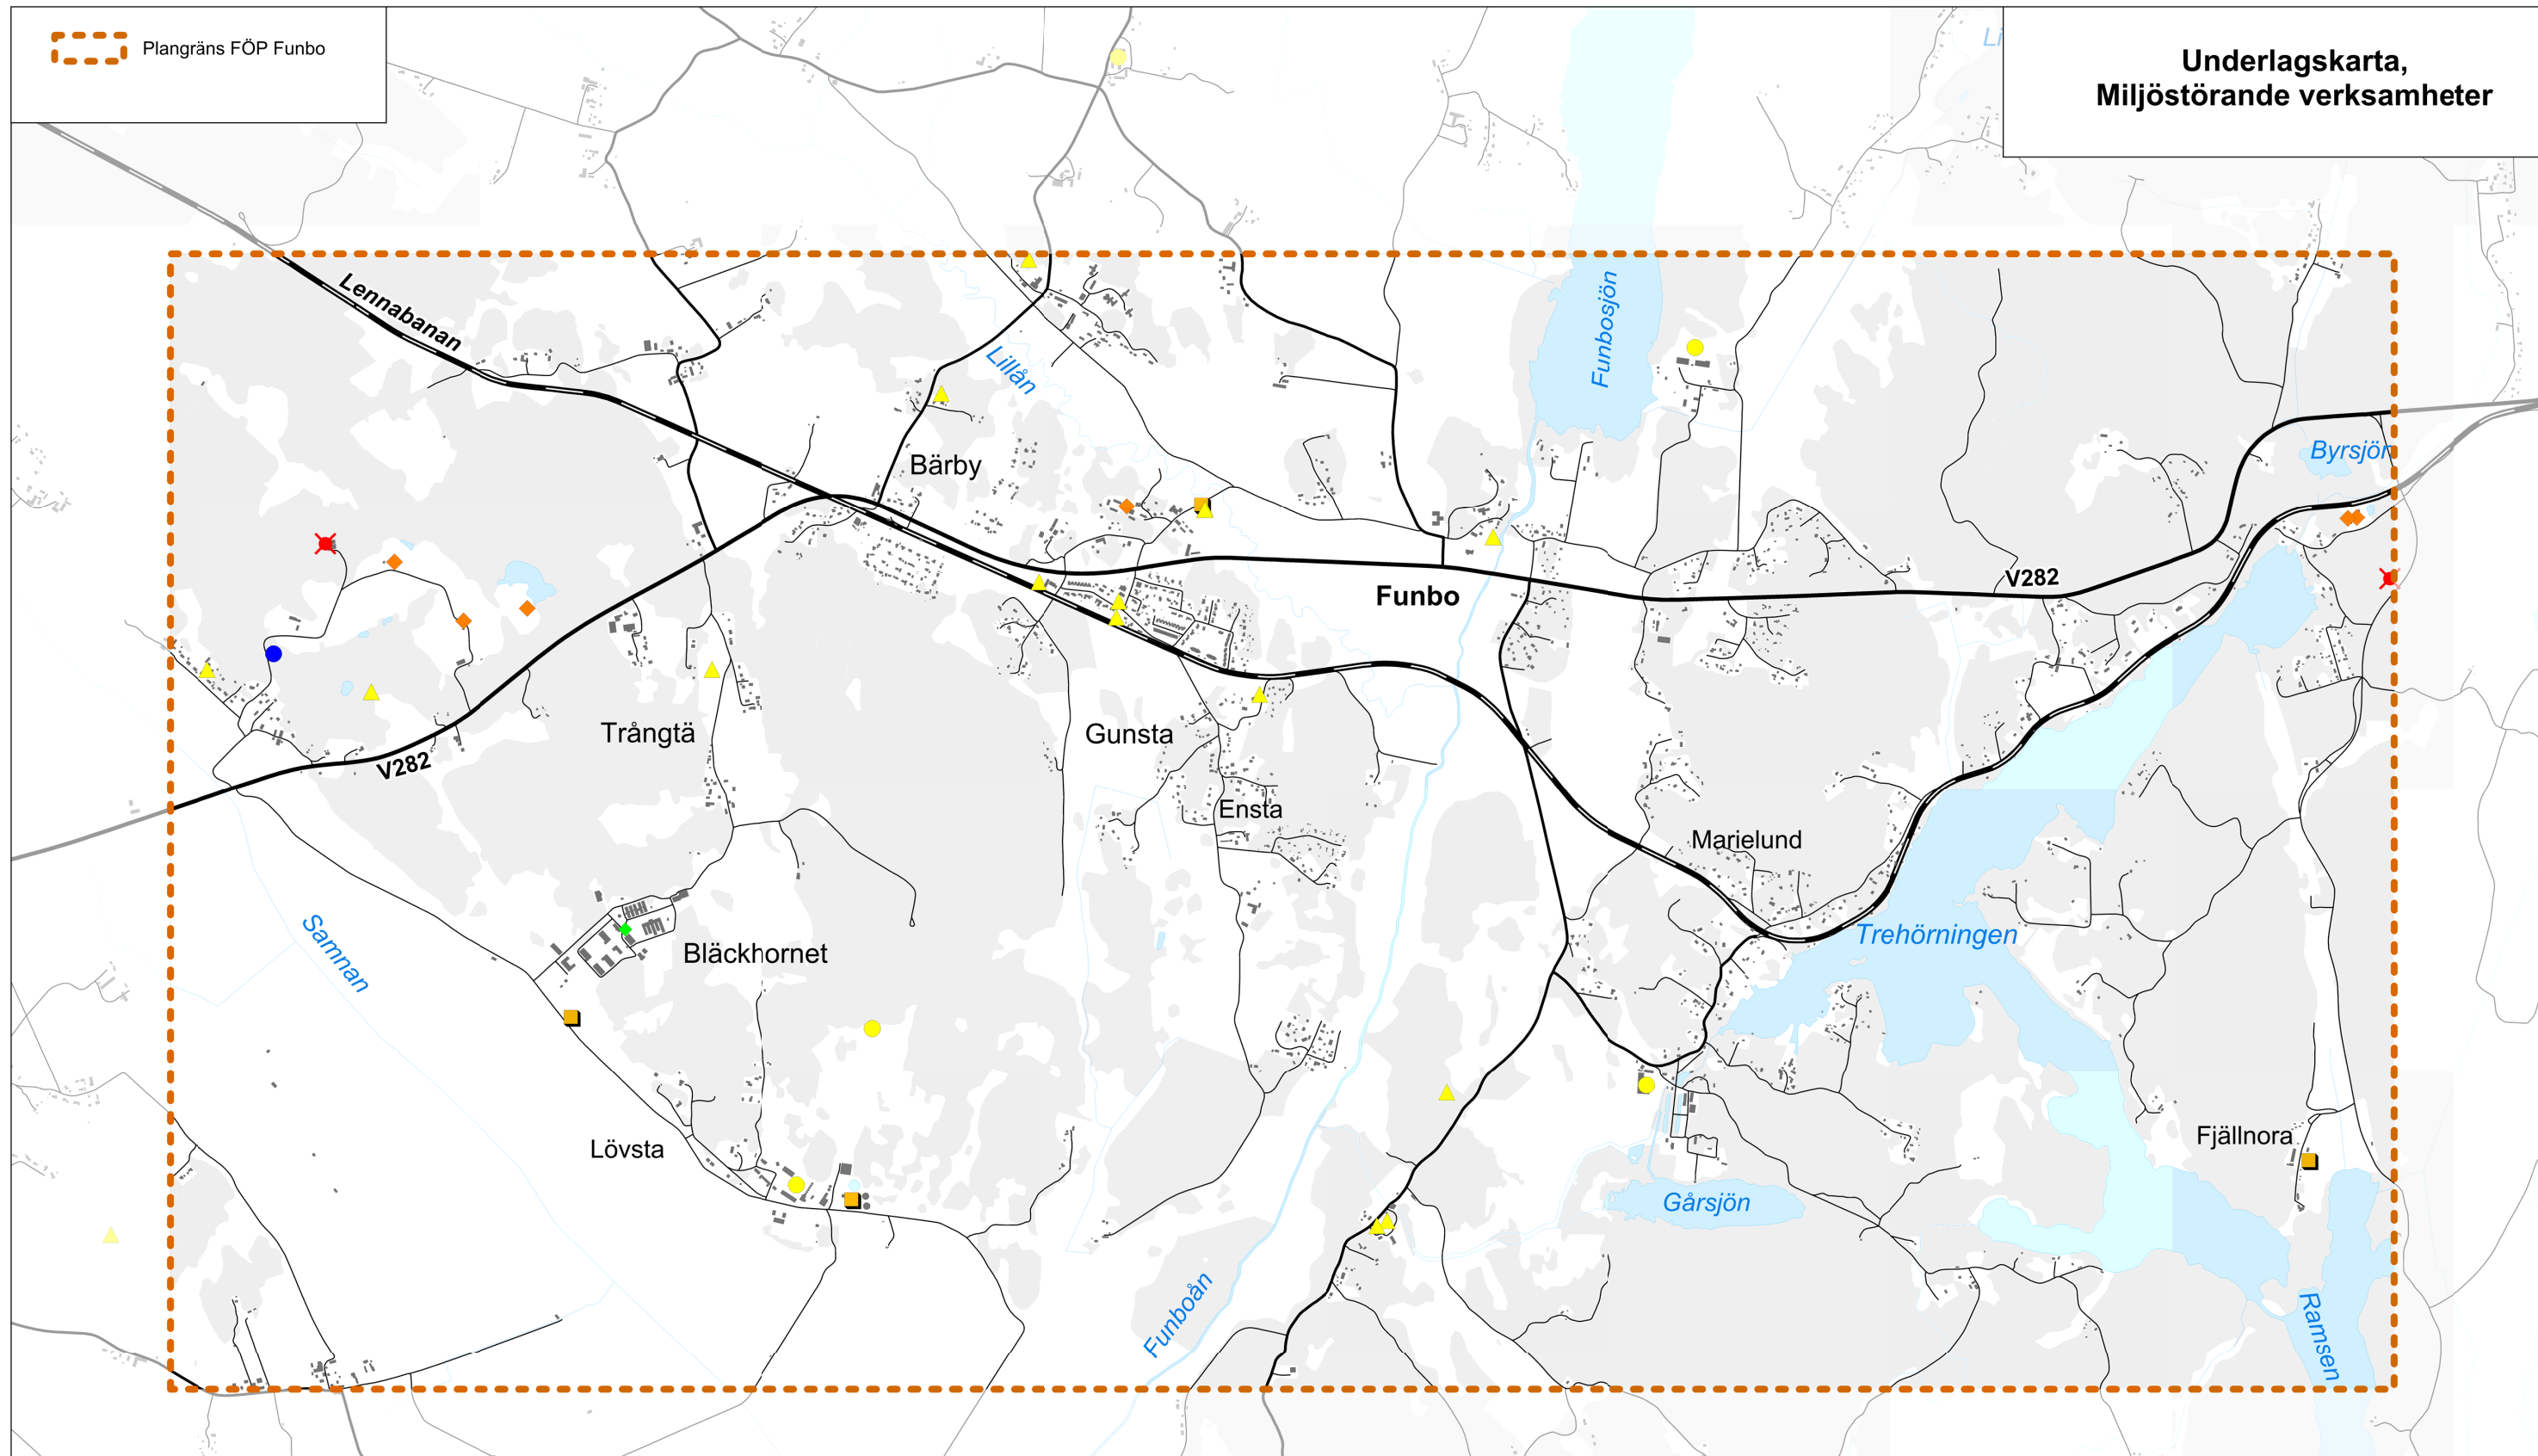 Plangräns FÖP Funbo
Underlagskarta,
Miljöstörande verksamheter
Lennabanan
Funbosjön
Lillån
Bärby
Byrsjön
V282
Funbo
Trångtä
Gunsta
V282
Ensta
Marielund
Samnan
Trehörningen
Bläckhornet
Fjällnora
Lövsta
Gårsjön
Funboån
Ramsen